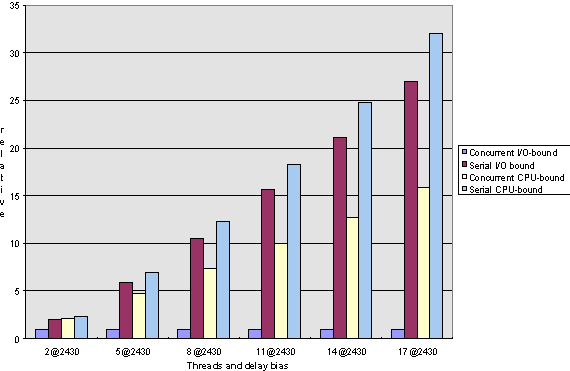 35
30
25
20
15
10
5
0
relative
2@2430 5@2430 8@2430 11@2430 14@2430 17@2430
Threads and delay bias
Concurrent I/O-bound
Serial I/O bound
Concurrent CPU-bound
Serial CPU-bound